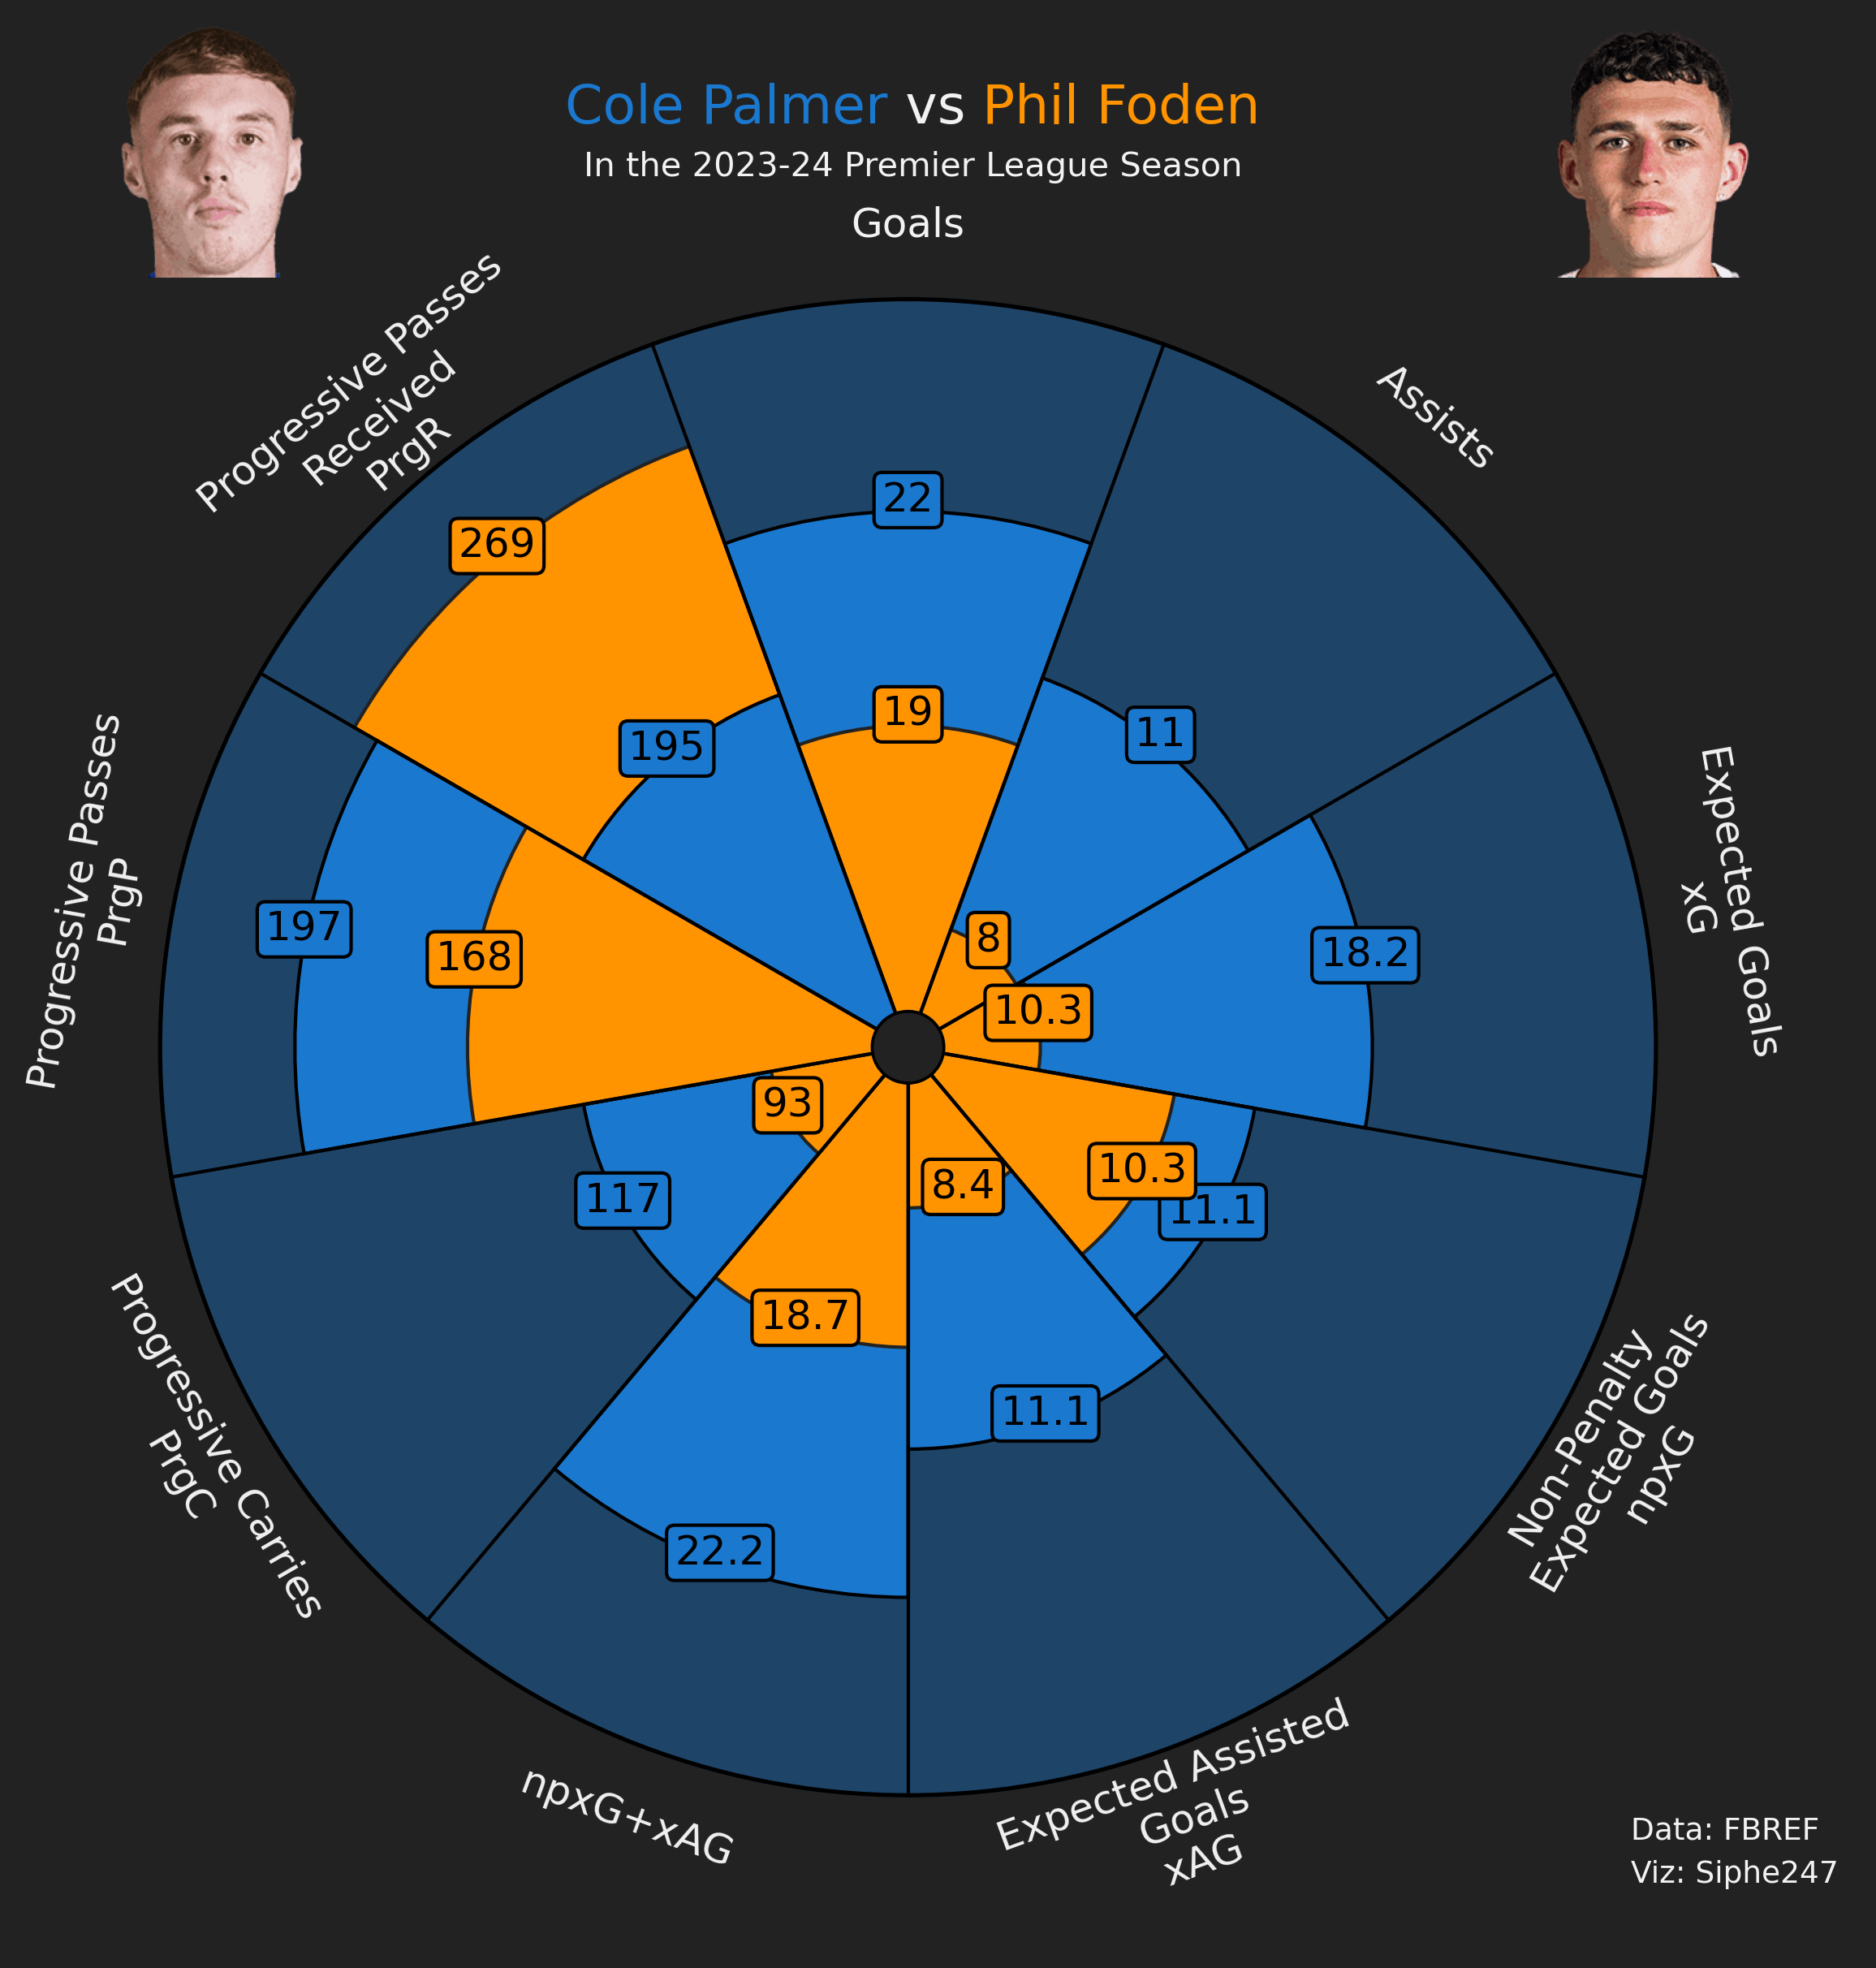 Cole Palmer vs Phil Foden
In the 2023-24 Premier League Season
Goals
Assists
Expected Goals
xG
Non-Penalty
Expected Goals
npxG
Expected Assisted
Goals
xAG
npxG+xAG
Progressive Carries
PrgC
Progressive Passes
PrgP
Progressive Passes
Received
PrgR
22
19
11
8
18.2
10.3
10.3
11.1
8.4
11.1
18.7
22.2
93
117
197
168
269
195
Data: FBREF
Viz: Siphe247